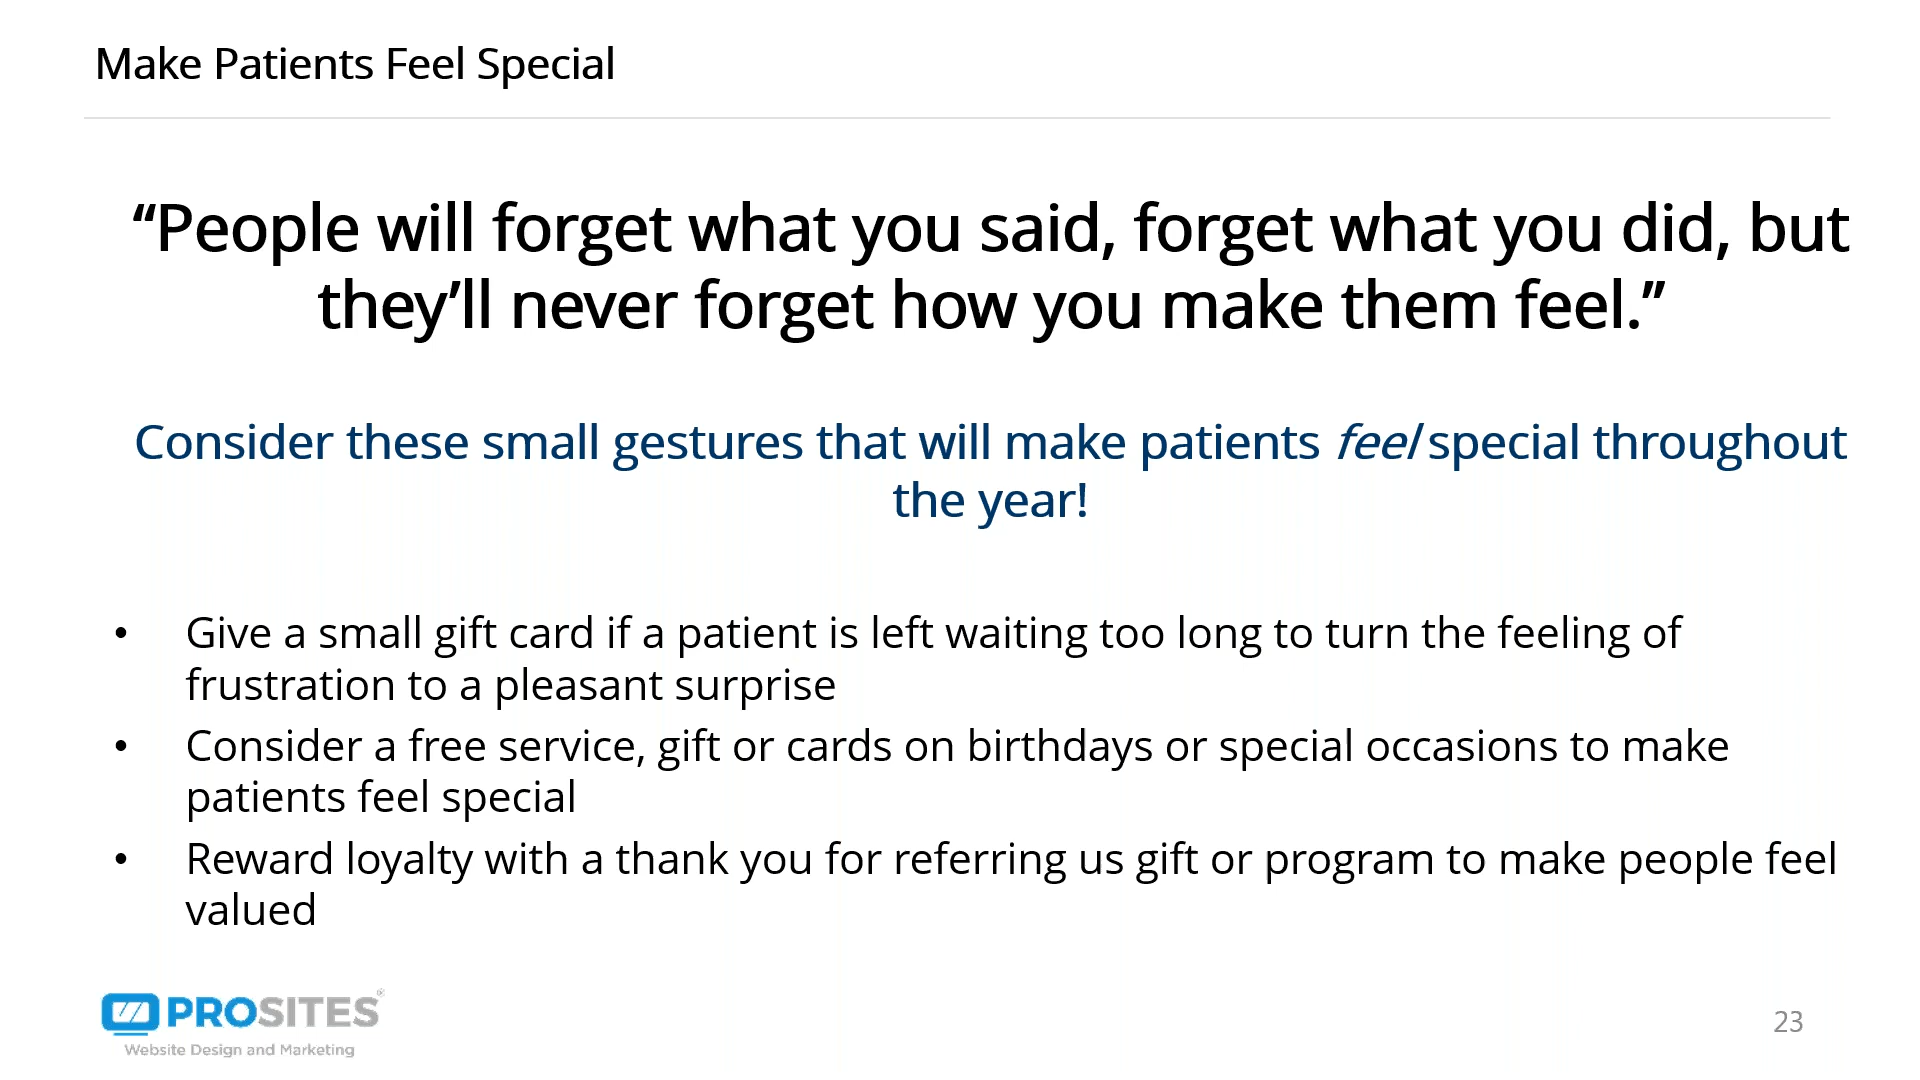 Make Patients Feel Special
“People will forget what you said, forget what you did, but
they’ll never forget how you make them feel.”
Consider these small gestures that will make patients feel special throughout
the year!
• Give a small gift card if a patient is left waiting too long to turn the feeling of
frustration to a pleasant surprise
• Consider a free service, gift or cards on birthdays or special occasions to make
patients feel special
• Reward loyalty with a thank you for referring us gift or program to make people feel
valued
PROSITES®
Website Design and Marketing
23